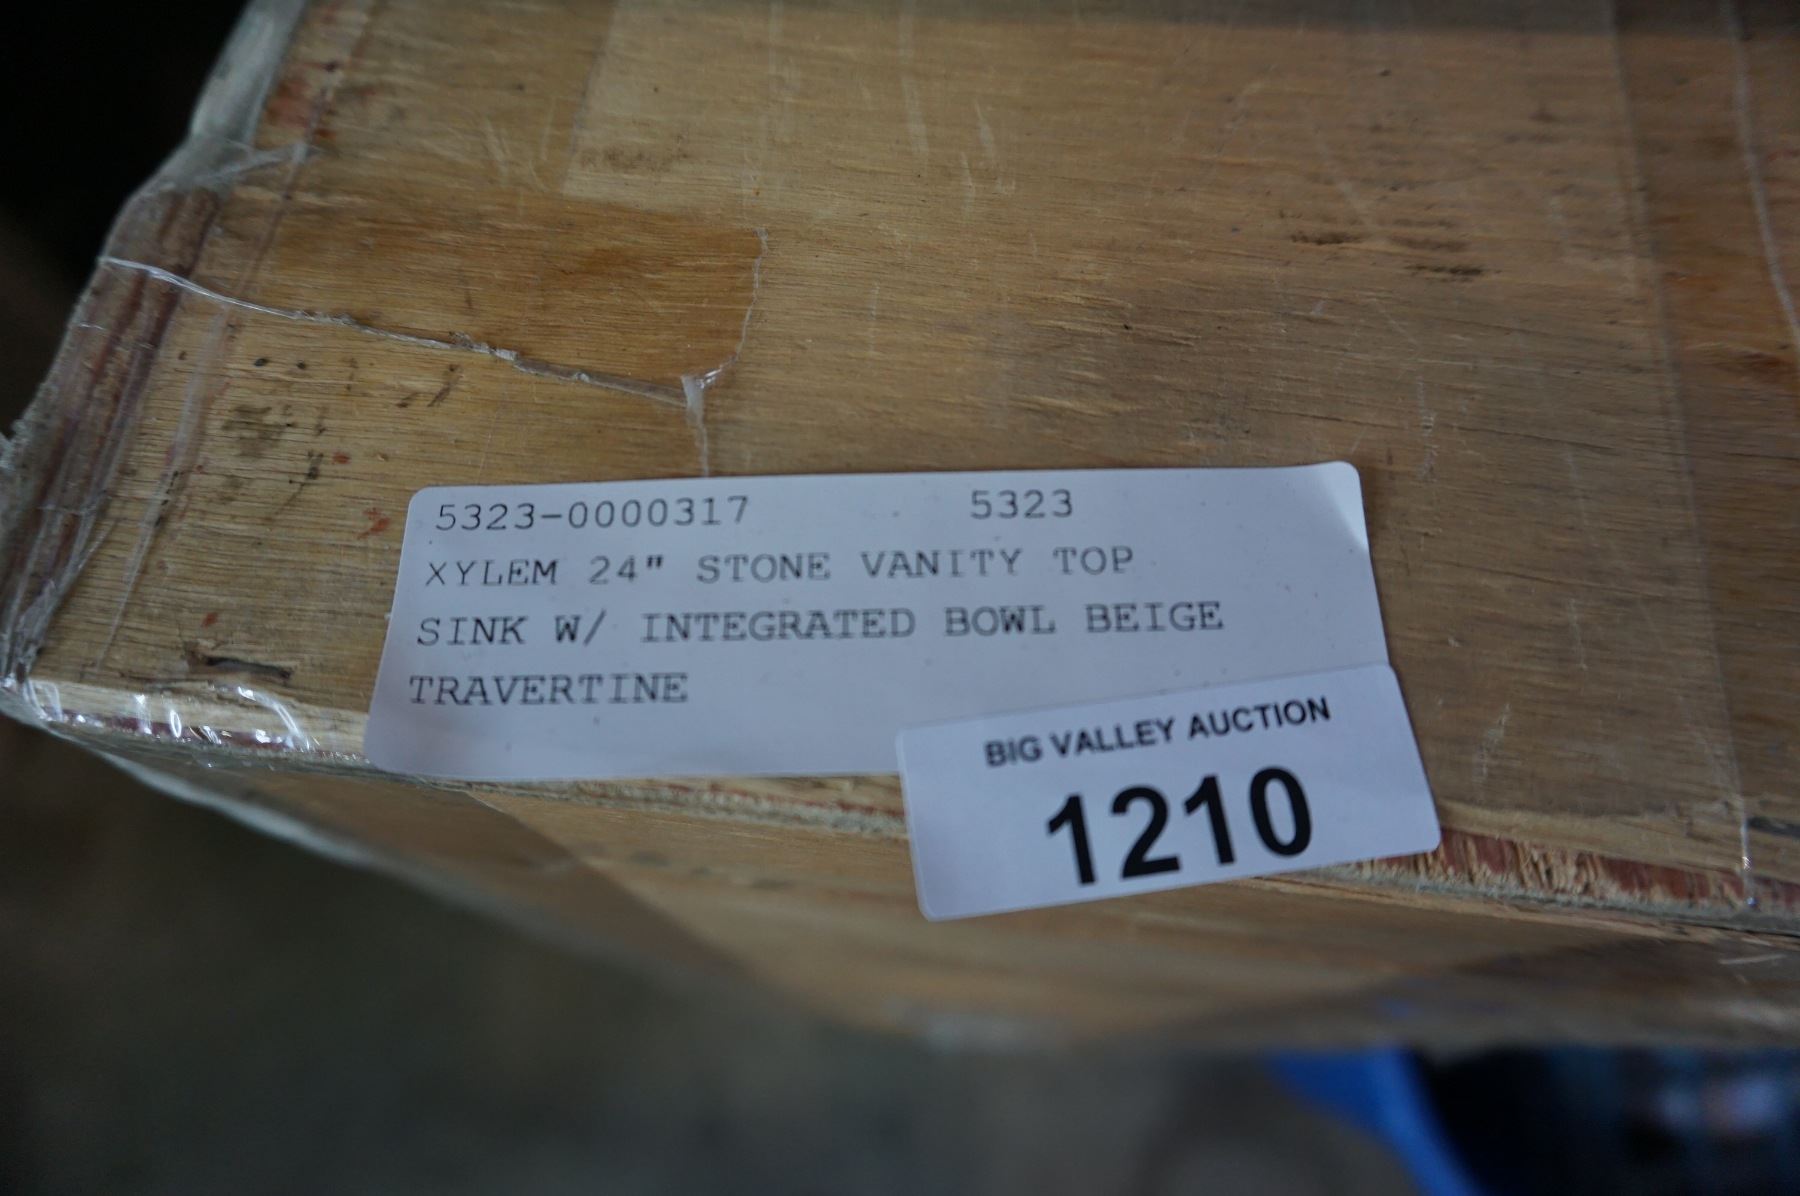 5323-0000317 5323
XYLEM 24" STONE VANITY TOP
SINK W/ INTEGRATED BOWL BEIGE
TRAVERTINE
BIG VALLEY AUCTION
1210